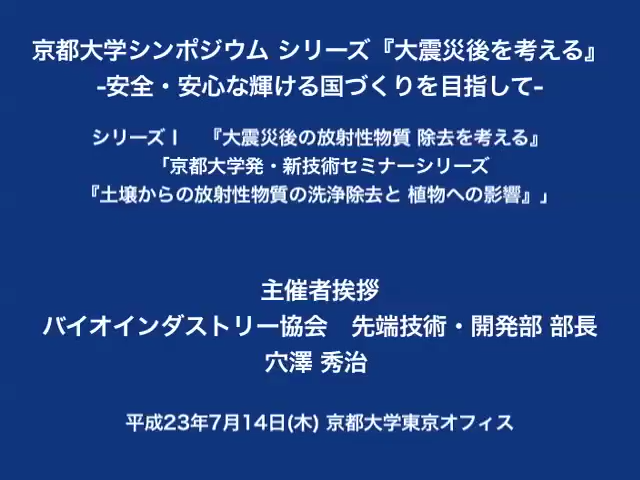 京都大学シンポジウム シリーズ『大震災後を考える』
-安全・安心な輝ける国づくりを目指して-
シリーズⅠ　『大震災後の放射性物質 除去を考える』
「京都大学発・新技術セミナーシリーズ
『土壌からの放射性物質の洗浄除去と 植物への影響』」
主催者挨拶
バイオインダストリー協会　先端技術・開発部 部長
穴澤 秀治
平成23年7月14日(木) 京都大学東京オフィス